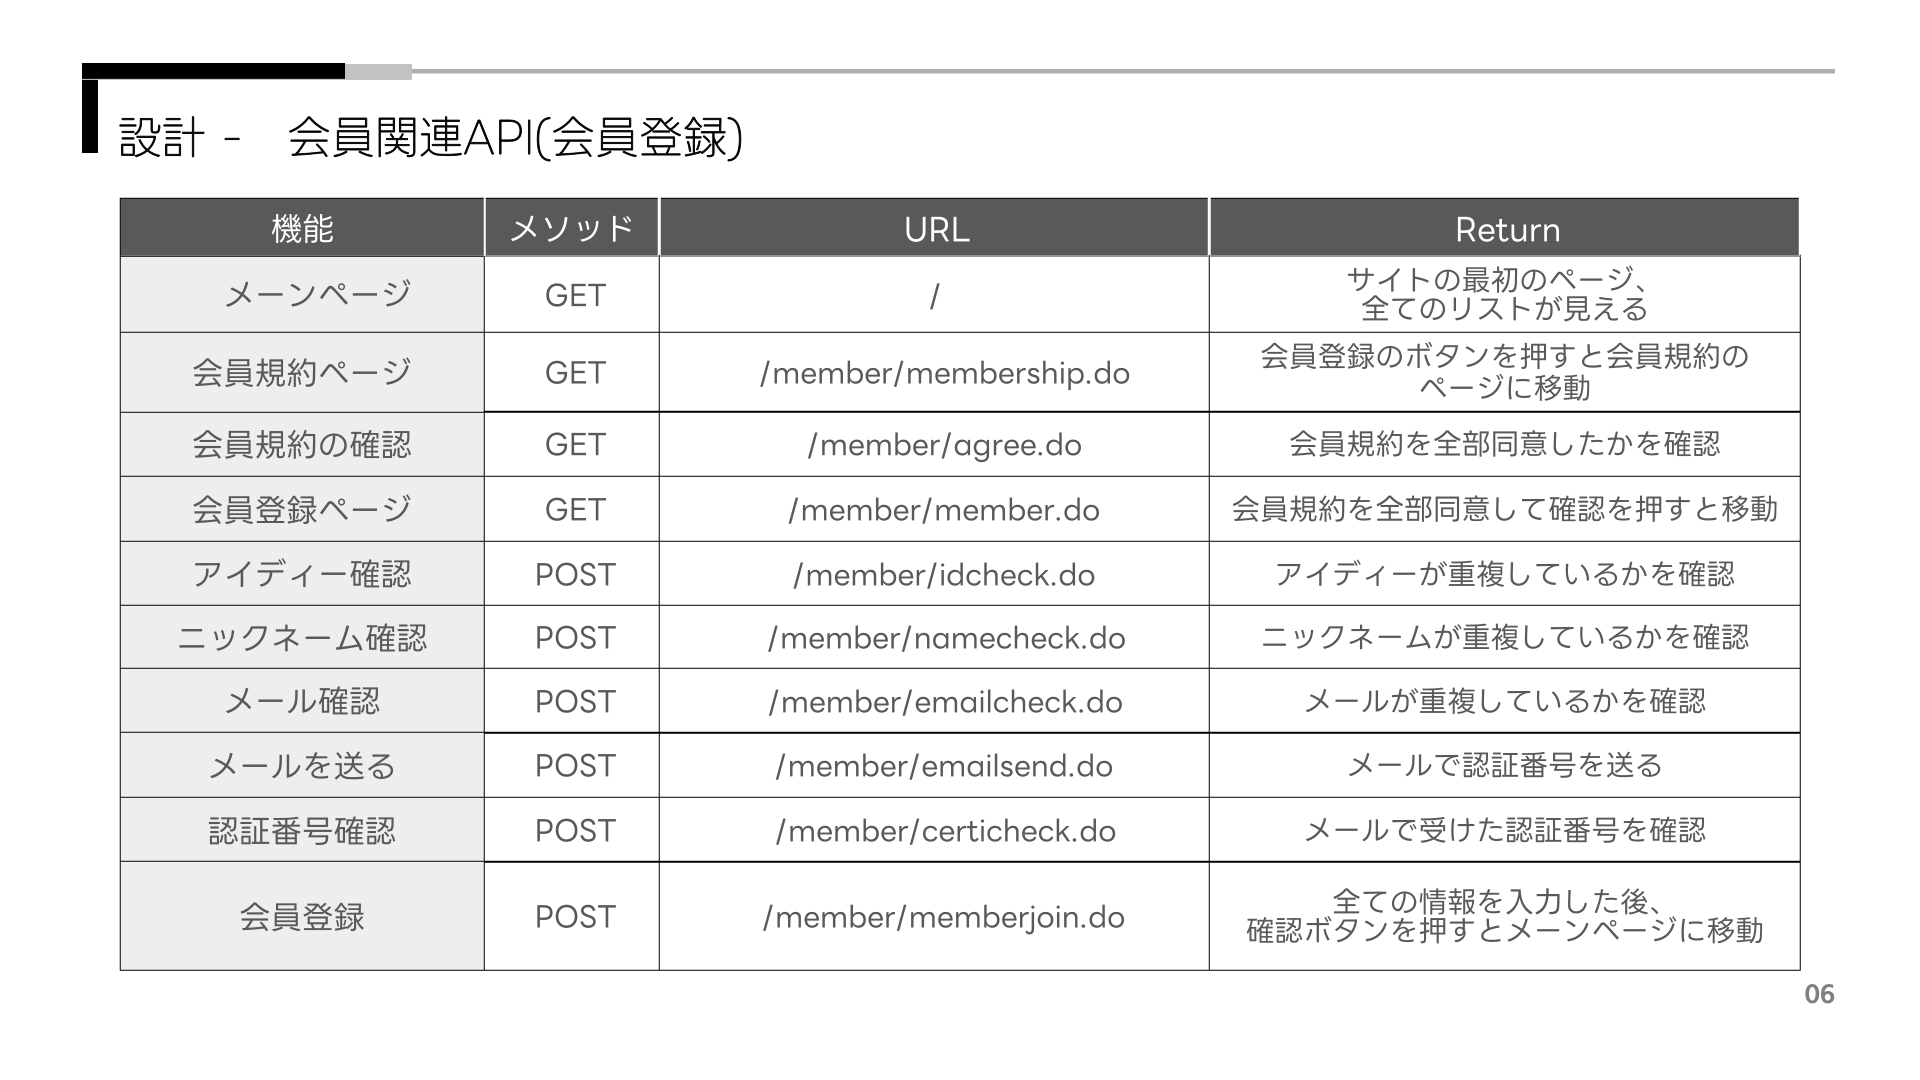 設計 -　会員関連API(会員登録)
機能 メソッド URL Return
メーンページ GET / サイトの最初のページ、
全てのリストが見える
会員規約ページ GET /member/membership.do 会員登録のボタンを押すと会員規約の
ページに移動
会員規約の確認 GET /member/agree.do 会員規約を全部同意したかを確認
会員登録ページ GET /member/member.do 会員規約を全部同意して確認を押すと移動
アイディー確認 POST /member/idcheck.do アイディーが重複しているかを確認
ニックネーム確認 POST /member/namecheck.do ニックネームが重複しているかを確認
メール確認 POST /member/emailcheck.do メールが重複しているかを確認
メールを送る POST /member/emailsend.do メールで認証番号を送る
認証番号確認 POST /member/certicheck.do メールで受けた認証番号を確認
会員登録 POST /member/memberjoin.do 全ての情報を入力した後、
確認ボタンを押すとメーンページに移動
06